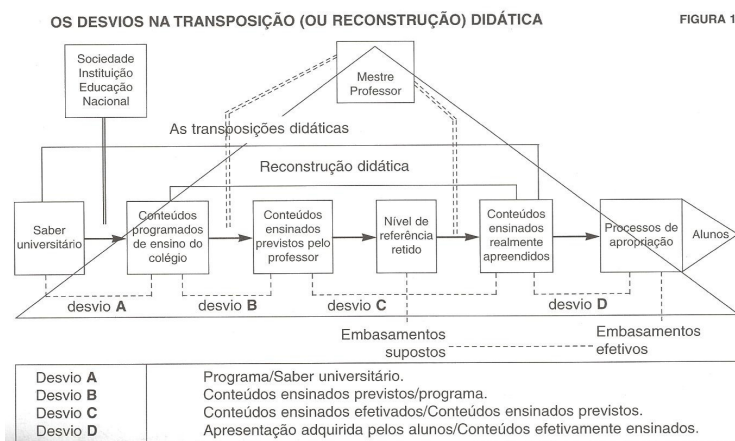 OS DESVIOS NA TRANSPOSIÇÃO (OU RECONSTRUÇÃO) DIDÁTICA
FIGURA 1
Sociedade
Instituição
Educação
Nacional
Mestre
Professor
As transposições didáticas
Reconstrução didática
Saber
universitário
Conteúdos
programados
de ensino do
colégio
Conteúdos
ensinados
previstos pelo
professor
Nível de
referência
retido
Conteúdos
ensinados
realmente
apreendidos
Processos de
apropriação
Alunos
desvio A
desvio B
desvio C
desvio D
Embasamentos
supostos
Embasamentos
efetivos
Desvio A Programa/Saber universitário.
Desvio B Conteúdos ensinados previstos/programa.
Desvio C Conteúdos ensinados efetivados/Conteúdos ensinados previstos.
Desvio D Apresentação adquirida pelos alunos/Conteúdos efetivamente ensinados.